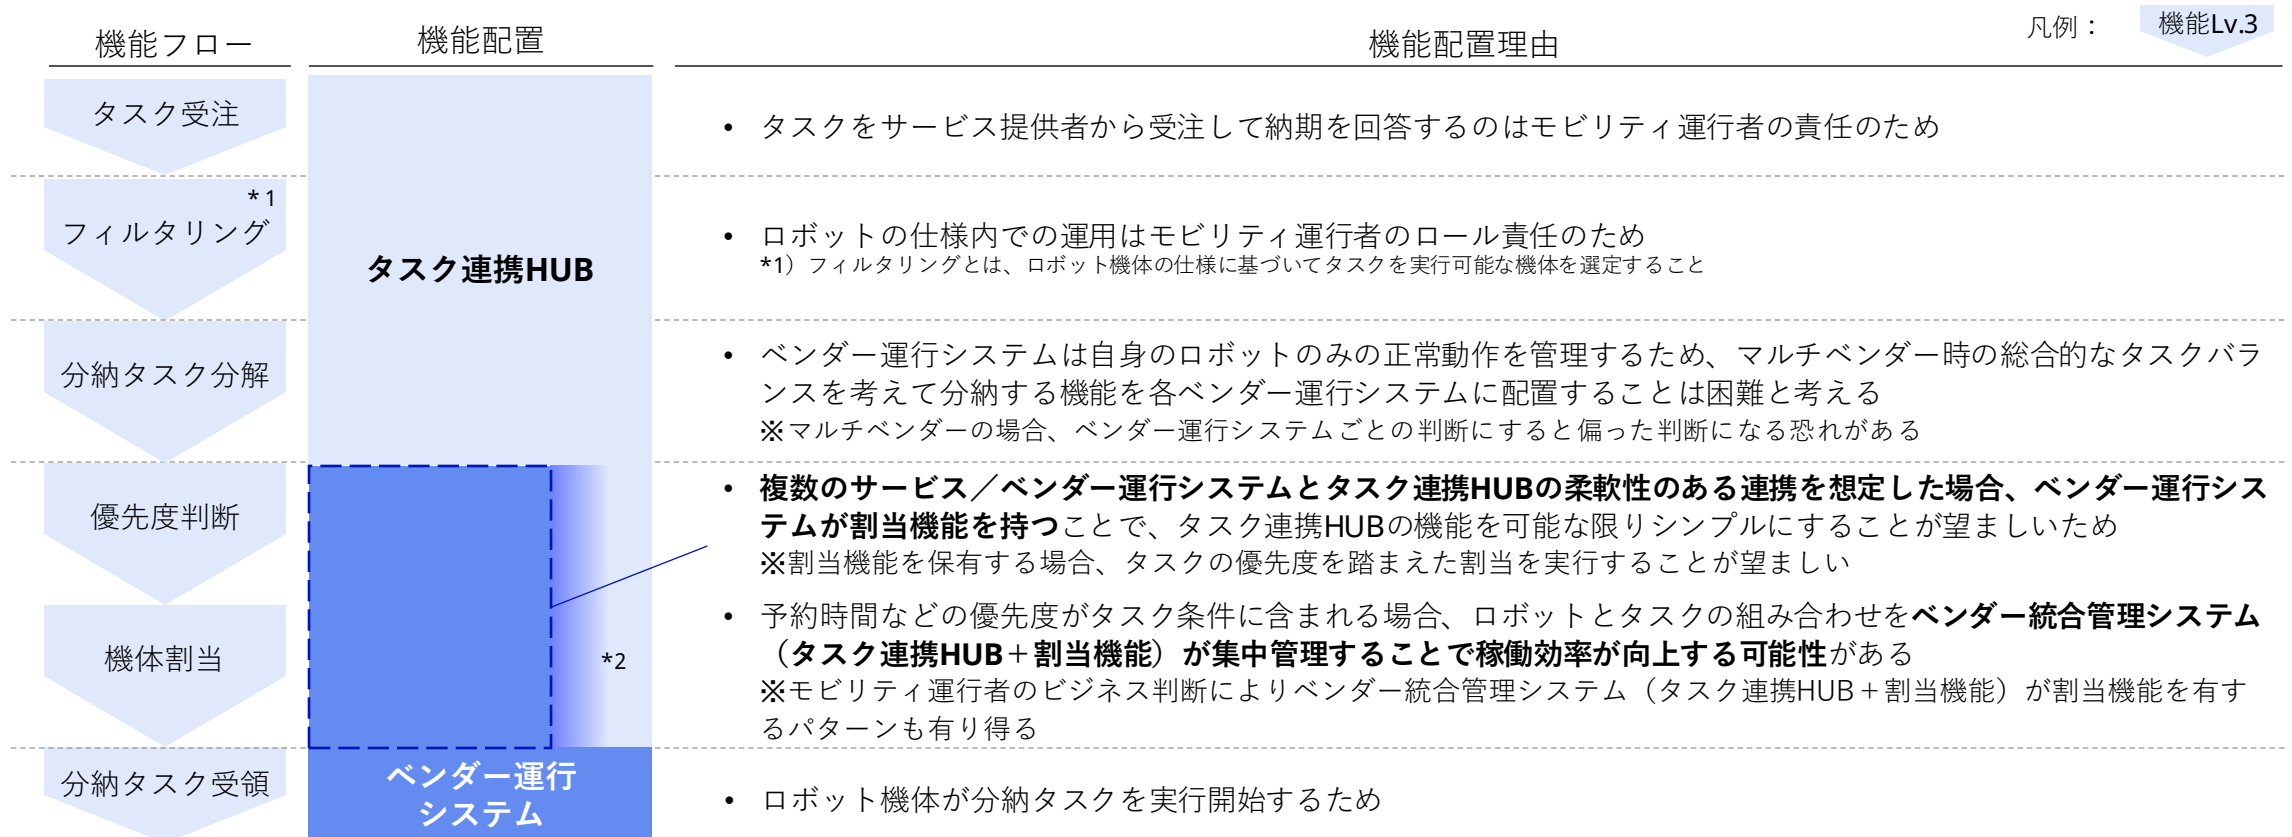 機能フロー
機能配置
機能配置理由
凡例：
機能Lv.3
タスク受注
• タスクをサービス提供者から受注して納期を回答するのはモビリティ運行者の責任のため
＊1
フィルタリング
タスク連携HUB
• ロボットの仕様内での運用はモビリティ運行者のロール責任のため
*1）フィルタリングとは、ロボット機体の仕様に基づいてタスクを実行可能な機体を選定すること
分納タスク分解
• ベンダー運行システムは自身のロボットのみの正常動作を管理するため、マルチベンダー時の総合的なタスクバラ
ンスを考えて分納する機能を各ベンダー運行システムに配置することは困難と考える
※マルチベンダーの場合、ベンダー運行システムごとの判断にすると偏った判断になる恐れがある
優先度判断
• 複数のサービス／ベンダー運行システムとタスク連携HUBの柔軟性のある連携を想定した場合、ベンダー運行シス
テムが割当機能を持つことで、タスク連携HUBの機能を可能な限りシンプルにすることが望ましいため
※割当機能を保有する場合、タスクの優先度を踏まえた割当を実行することが望ましい
機体割当
*2
• 予約時間などの優先度がタスク条件に含まれる場合、ロボットとタスクの組み合わせをベンダー統合管理システム
（タスク連携HUB＋割当機能）が集中管理することで稼働効率が向上する可能性がある
※モビリティ運行者のビジネス判断によりベンダー統合管理システム（タスク連携HUB＋割当機能）が割当機能を有す
るパターンも有り得る
分納タスク受領
ベンダー運行
システム
• ロボット機体が分納タスクを実行開始するため